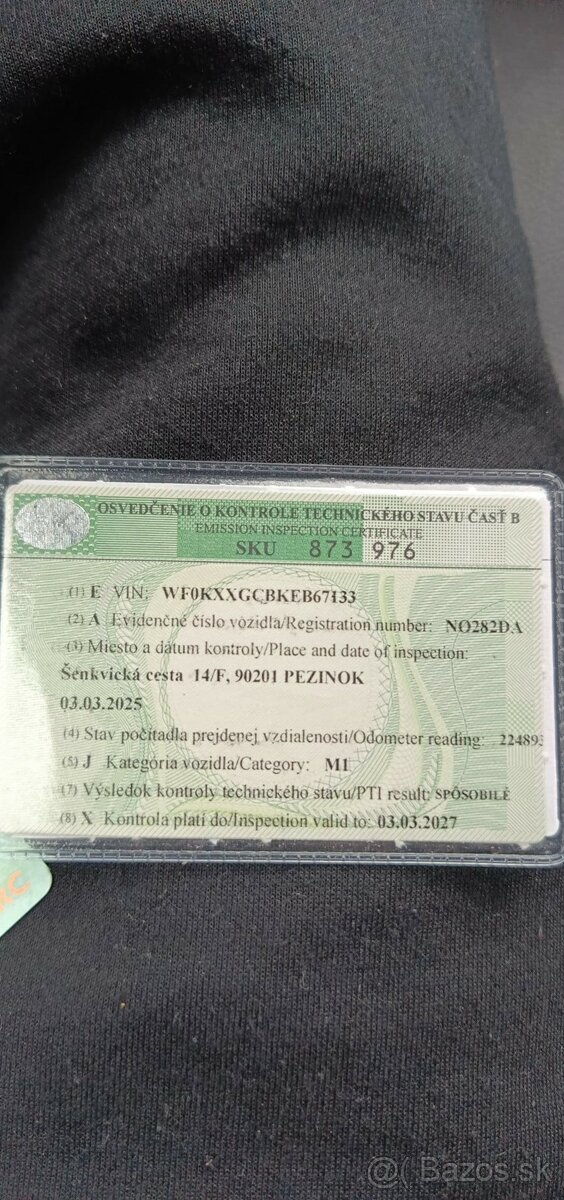 OSVEDČENIE O KONTROLE TECHNICKÉHO STAVU ČASŤ B
EMISSION INSPECTION CERTIFICATE
SKU 873 976
(1) E VIN: WF0KXXGCBKEB67133
(2) A Evidenčné číslo vozidla/Registration number: NO282DA
(3) Miesto a dátum kontroly/Place and date of inspection:
Šenkvická cesta 14/F, 90201 PEZINOK
03.03.2025
(4) Stav počítadla prejdenej vzdialenosti/Odometer reading: 224893
(5) J Kategória vozidla/Category: M1
(7) Výsledok kontroly technického stavu/PTI result: SPÔSOBILÉ
(8) X Kontrola platí do/Inspection valid to: 03.03.2027
@ Bazos.sk